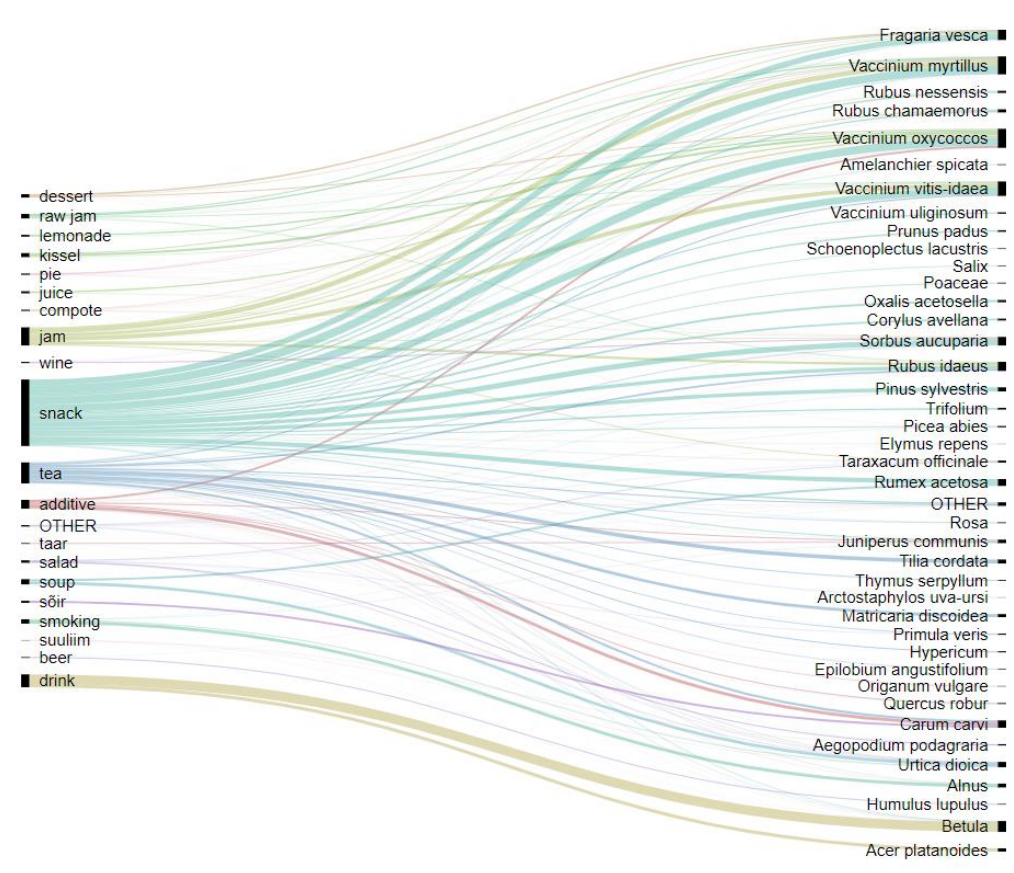 dessert
raw jam
lemonade
kissel
pie
juice
compote
jam
wine
snack
tea
additive
OTHER
taar
salad
soup
sõir
smoking
suuliim
beer
drink
Fragaria vesca
Vaccinium myrtillus
Rubus nessensis
Rubus chamaemorus
Vaccinium oxycoccos
Amelanchier spicata
Vaccinium vitis-idaea
Vaccinium uliginosum
Prunus padus
Schoenoplectus lacustris
Salix
Poaceae
Oxalis acetosella
Corylus avellana
Sorbus aucuparia
Rubus idaeus
Pinus sylvestris
Trifolium
Picea abies
Elymus repens
Taraxacum officinale
Rumex acetosa
OTHER
Rosa
Juniperus communis
Tilia cordata
Thymus serpyllum
Arctostaphylos uva-ursi
Matricaria discoidea
Primula veris
Hypericum
Epilobium angustifolium
Origanum vulgare
Quercus robur
Carum carvi
Aegopodium podagraria
Urtica dioica
Alnus
Humulus lupulus
Betula
Acer platanoides